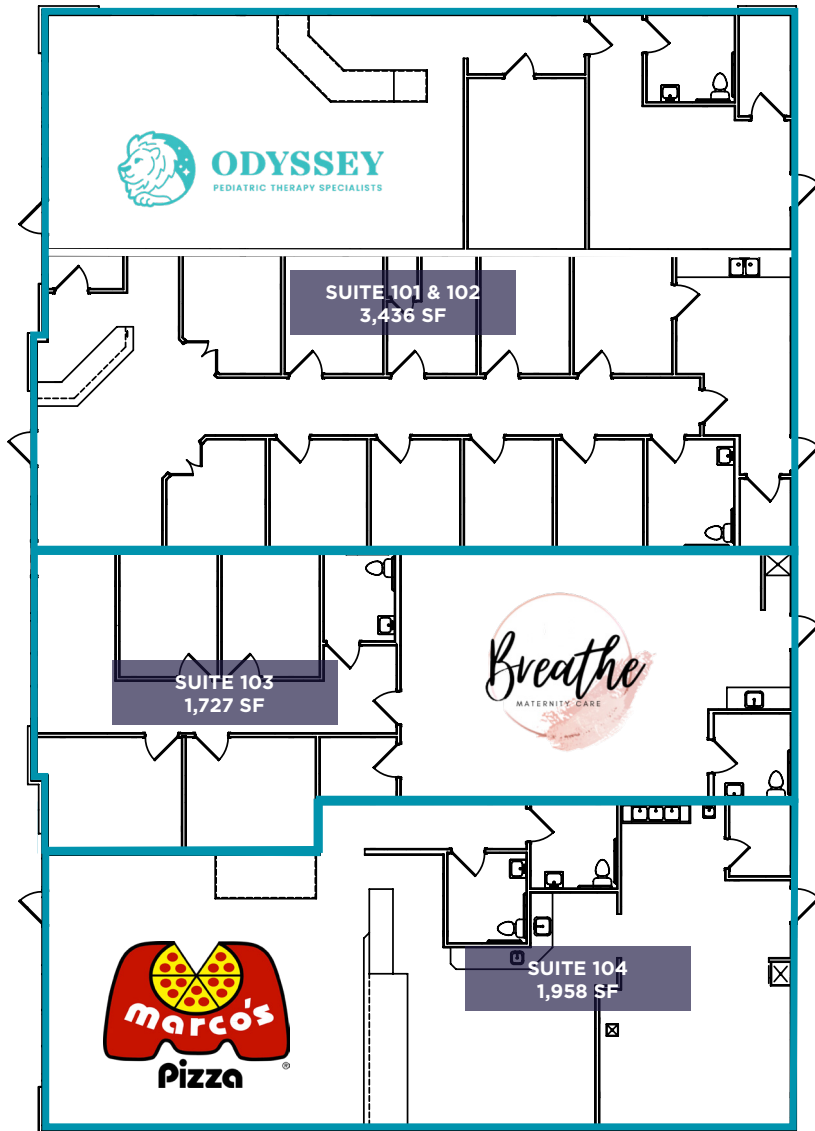 ODYSSEY
PEDIATRIC THERAPY SPECIALISTS
SUITE 101 & 102
3,436 SF
Breathe
MATERNITY CARE
SUITE 103
1,727 SF
SUITE 104
1,958 SF
marco's
Pizza
®